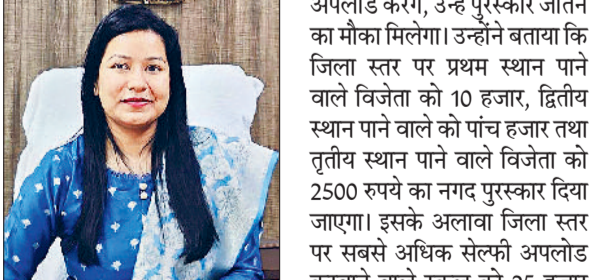 अपलोड करेंगे, उन्हें पुरस्कार जीतने
का मौका मिलेगा। उन्होंने बताया कि
जिला स्तर पर प्रथम स्थान पाने
वाले विजेता को 10 हजार, द्वितीय
स्थान पाने वाले को पांच हजार तथा
तृतीय स्थान पाने वाले विजेता को
2500 रुपये का नगद पुरस्कार दिया
जाएगा। इसके अलावा जिला स्तर
पर सबसे अधिक सेल्फी अपलोड